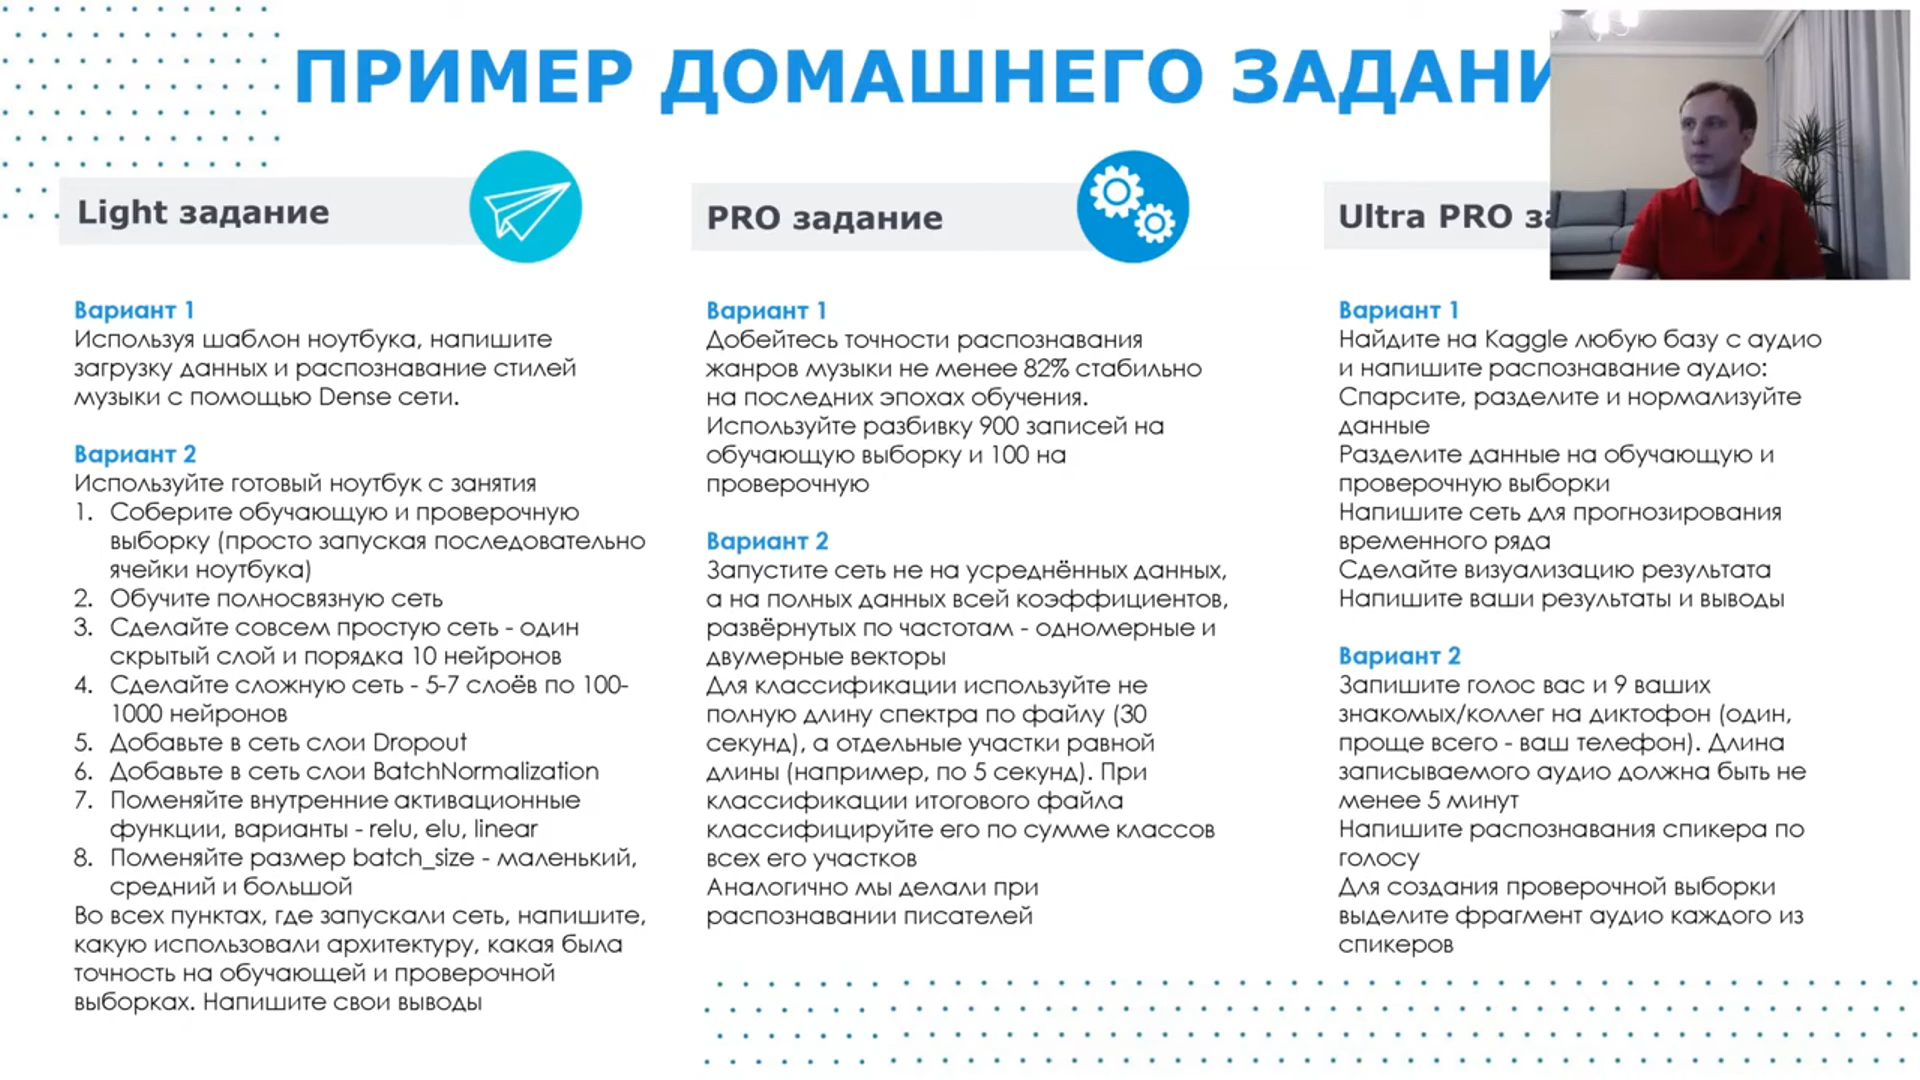 ПРИМЕР ДОМАШНЕГО ЗАДАНИ
Light задание
Вариант 1
Используя шаблон ноутбука, напишите
загрузку данных и распознавание стилей
музыки с помощью Dense сети.
Вариант 2
Используйте готовый ноутбук с занятия
1. Соберите обучающую и проверочную
выборку (просто запуская последовательно
ячейки ноутбука)
2. Обучите полносвязную сеть
3. Сделайте совсем простую сеть - один
скрытый слой и порядка 10 нейронов
4. Сделайте сложную сеть - 5-7 слоёв по 100-
1000 нейронов
5. Добавьте в сеть слои Dropout
6. Добавьте в сеть слои BatchNormalization
7. Поменяйте внутренние активационные
функции, варианты - relu, elu, linear
8. Поменяйте размер batch_size - маленький,
средний и большой
Во всех пунктах, где запускали сеть, напишите,
какую использовали архитектуру, какая была
точность на обучающей и проверочной
выборках. Напишите свои выводы
PRO задание
Вариант 1
Добейтесь точности распознавания
жанров музыки не менее 82% стабильно
на последних эпохах обучения.
Используйте разбивку 900 записей на
обучающую выборку и 100 на
проверочную
Вариант 2
Запустите сеть не на усреднённых данных,
а на полных данных всей коэффициентов,
развёрнутых по частотам - одномерные и
двумерные векторы
Для классификации используйте не
полную длину спектра по файлу (30
секунд), а отдельные участки равной
длины (например, по 5 секунд). При
классификации итогового файла
классифицируйте его по сумме классов
всех его участков
Аналогично мы делали при
распознавании писателей
Ultra PRO за
Вариант 1
Найдите на Kaggle любую базу с аудио
и напишите распознавание аудио:
Спарсите, разделите и нормализуйте
данные
Разделите данные на обучающую и
проверочную выборки
Напишите сеть для прогнозирования
временного ряда
Сделайте визуализацию результата
Напишите ваши результаты и выводы
Вариант 2
Запишите голос вас и 9 ваших
знакомых/коллег на диктофон (один,
проще всего - ваш телефон). Длина
записываемого аудио должна быть не
менее 5 минут
Напишите распознавания спикера по
голосу
Для создания проверочной выборки
выделите фрагмент аудио каждого из
спикеров